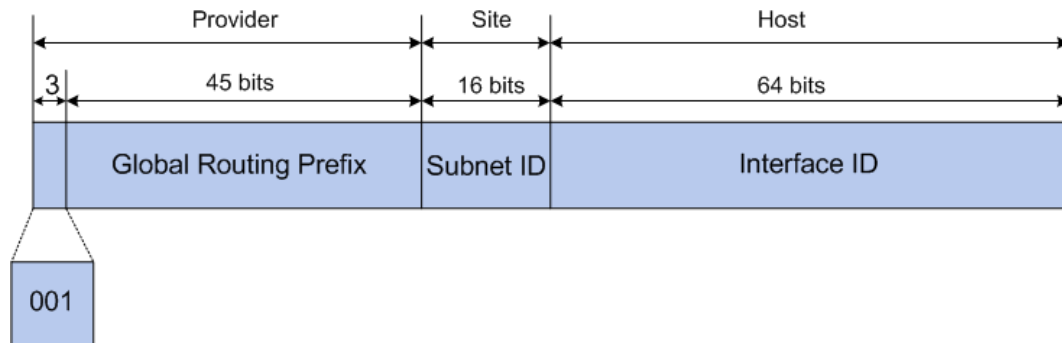 Provider Site Host
3 45 bits 16 bits 64 bits
Global Routing Prefix Subnet ID Interface ID
001